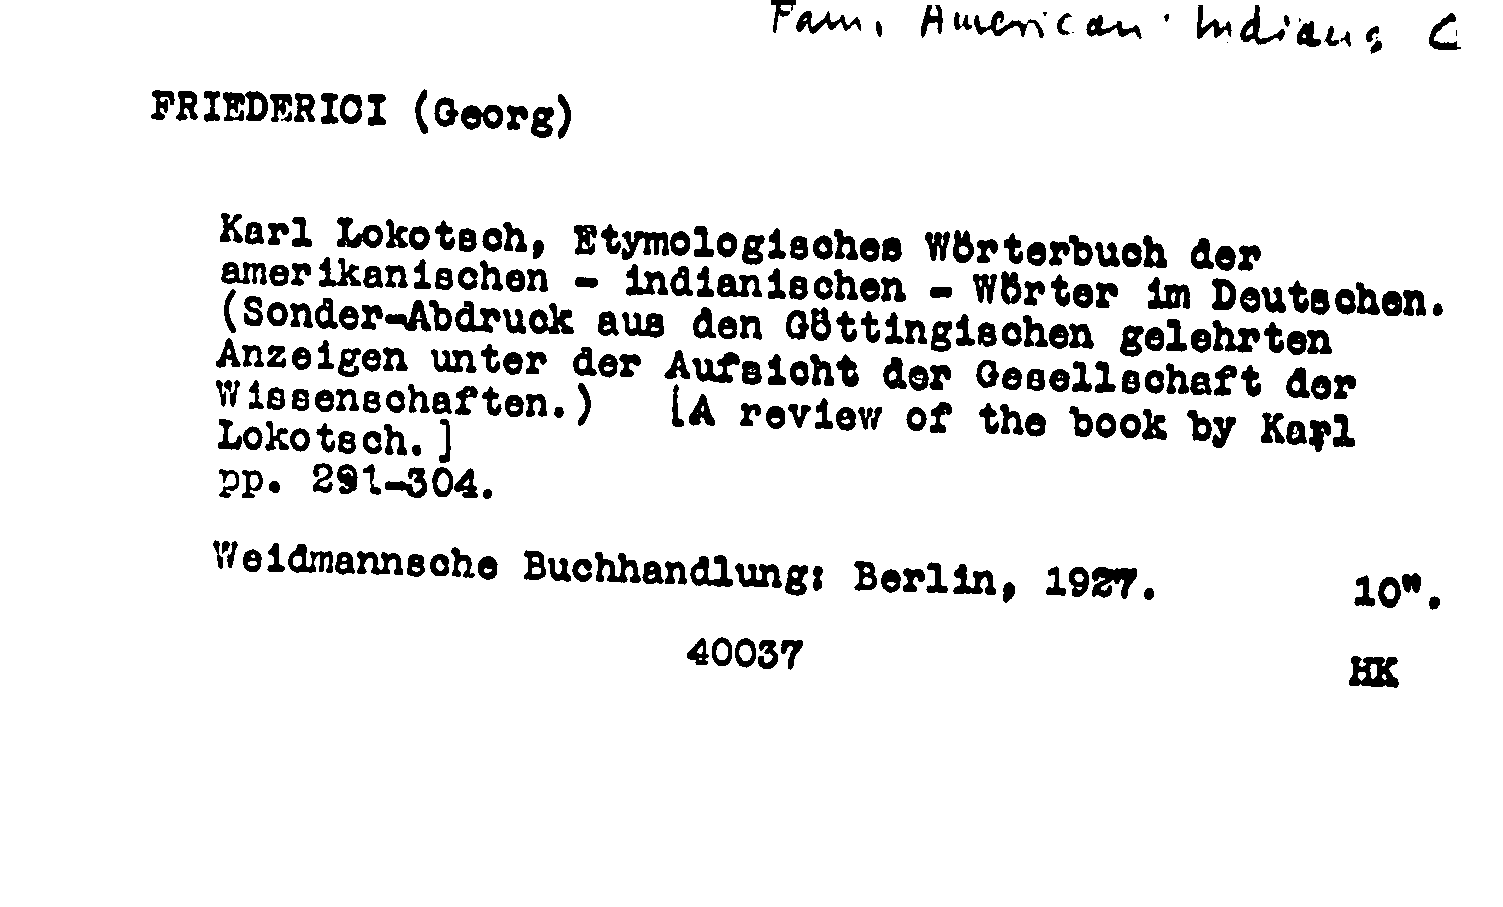 Pam. American Indians C
FRIEDERICI (Georg)
Karl Lokotsch, Etymologisches Wörterbuch der
amerikanischen - indianischen - Wörter im Deutschen.
(Sonder-Abdruck aus den Göttingischen gelehrten
Anzeigen unter der Aufsicht der Gesellschaft der
Wissenschaften.) [A review of the book by Karl
Lokotsch.]
pp. 291-304.
Weidmannsche Buchhandlung: Berlin, 1927. 10".
40037 HK